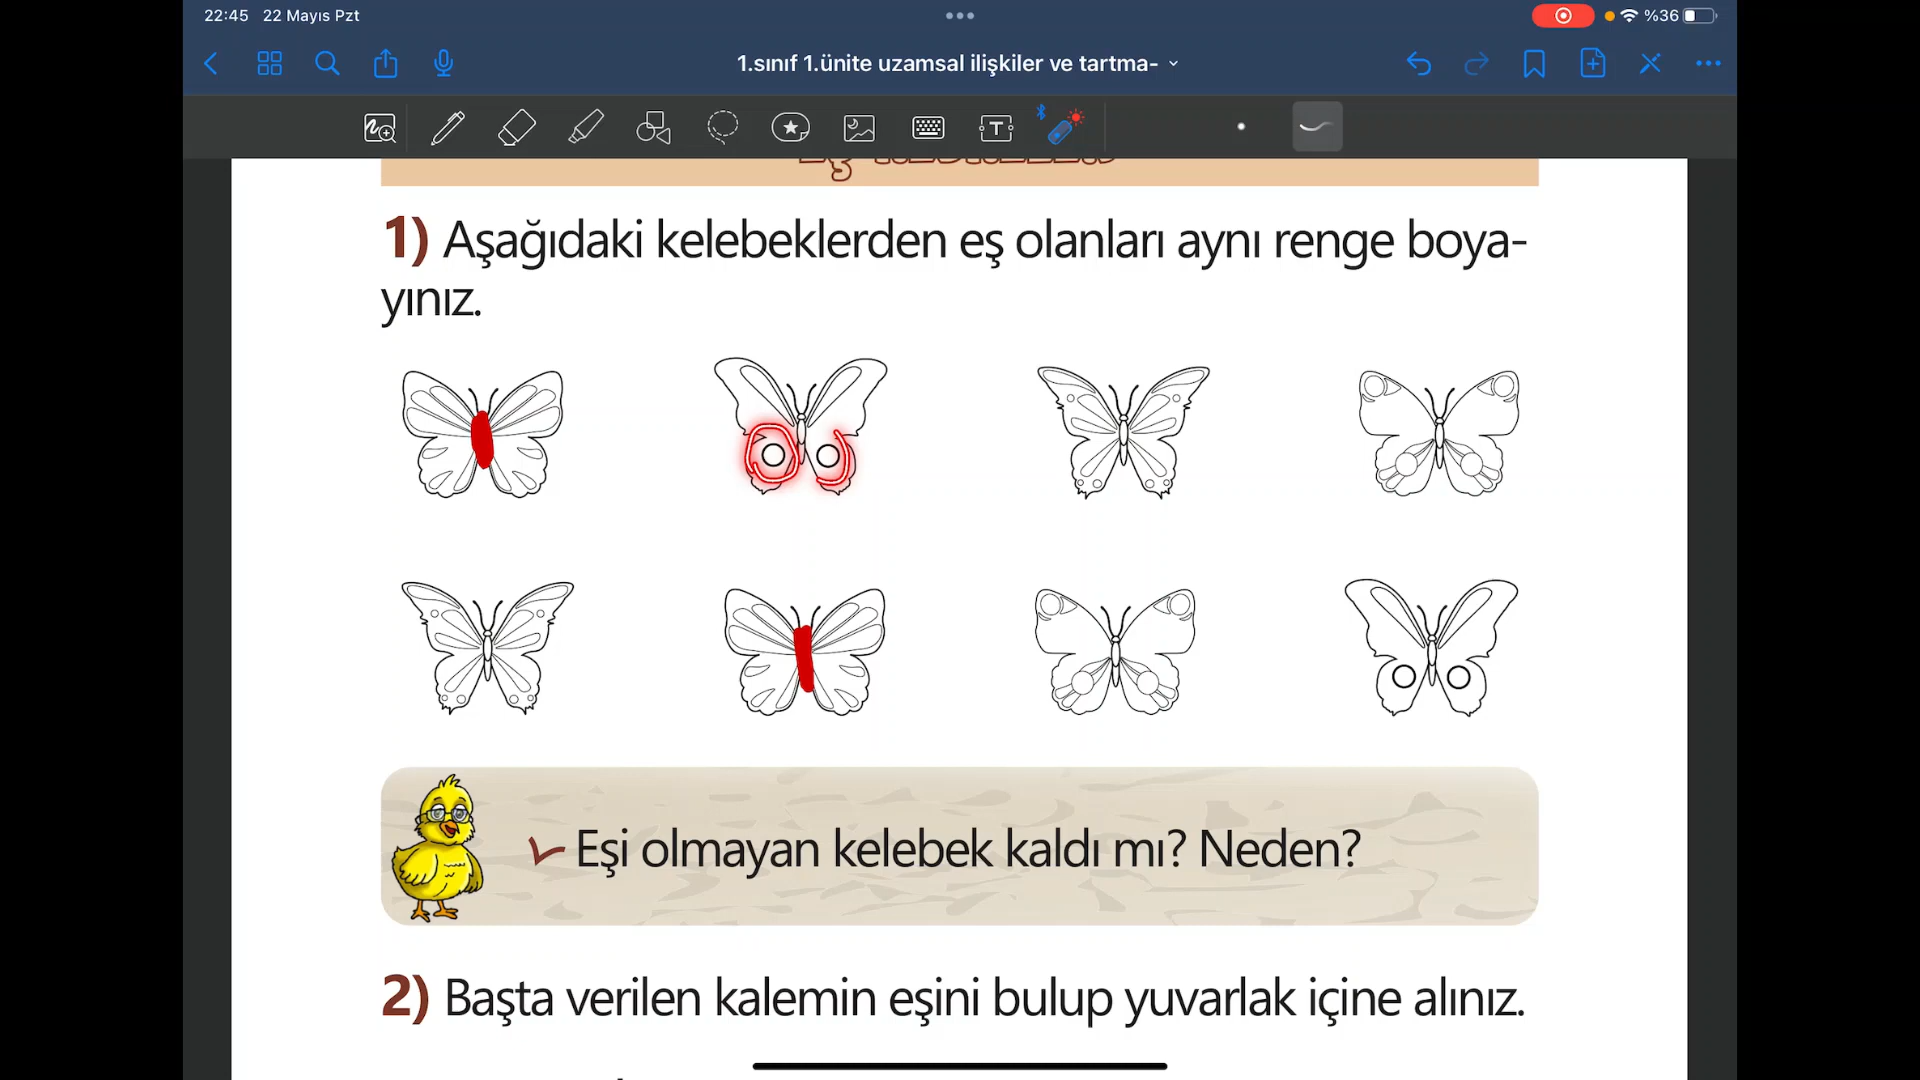 22:45 22 Mayıs Pzt
%36
1.sınıf 1.ünite uzamsal ilişkiler ve tartma-
T
1) Aşağıdaki kelebeklerden eş olanları aynı renge boya-
yınız.
Eşi olmayan kelebek kaldı mı? Neden?
2) Başta verilen kalemin eşini bulup yuvarlak içine alınız.